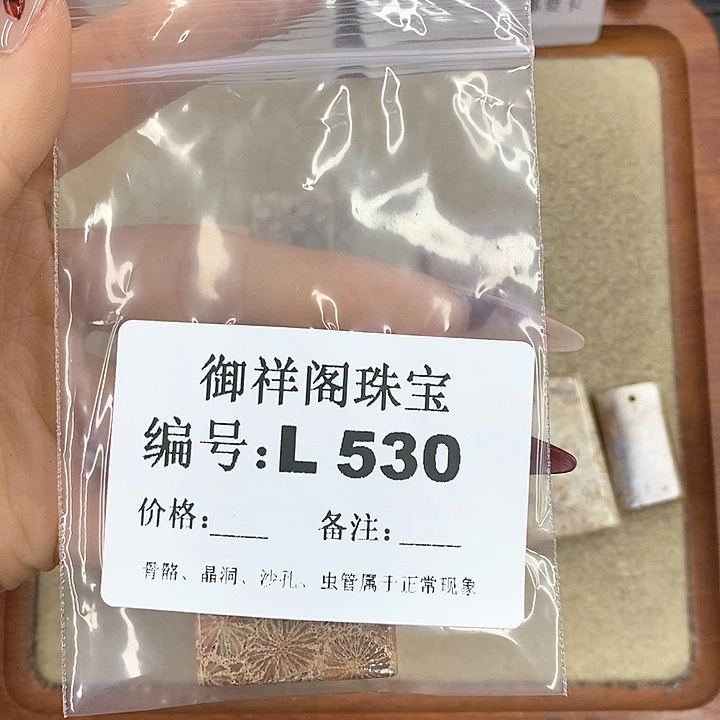 御祥阁珠宝
编号:L 530
价格:____ 备注:____
骨骼、晶洞、沙孔、虫管属于正常现象